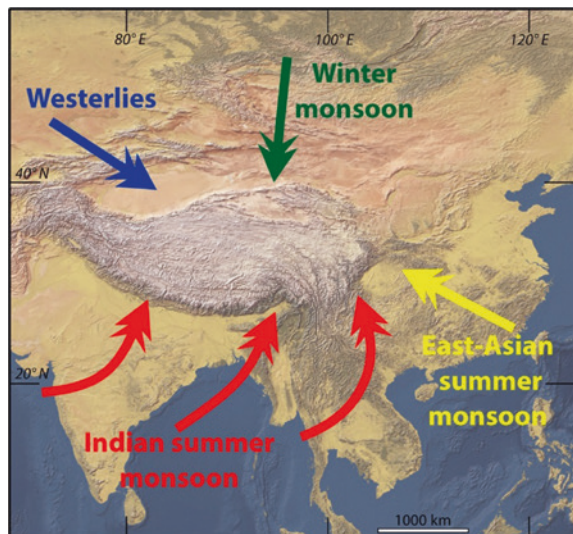 80° E
100° E
120° E
Westerlies
Winter
monsoon
40° N
20° N
East-Asian
summer
monsoon
Indian summer
monsoon
1000 km